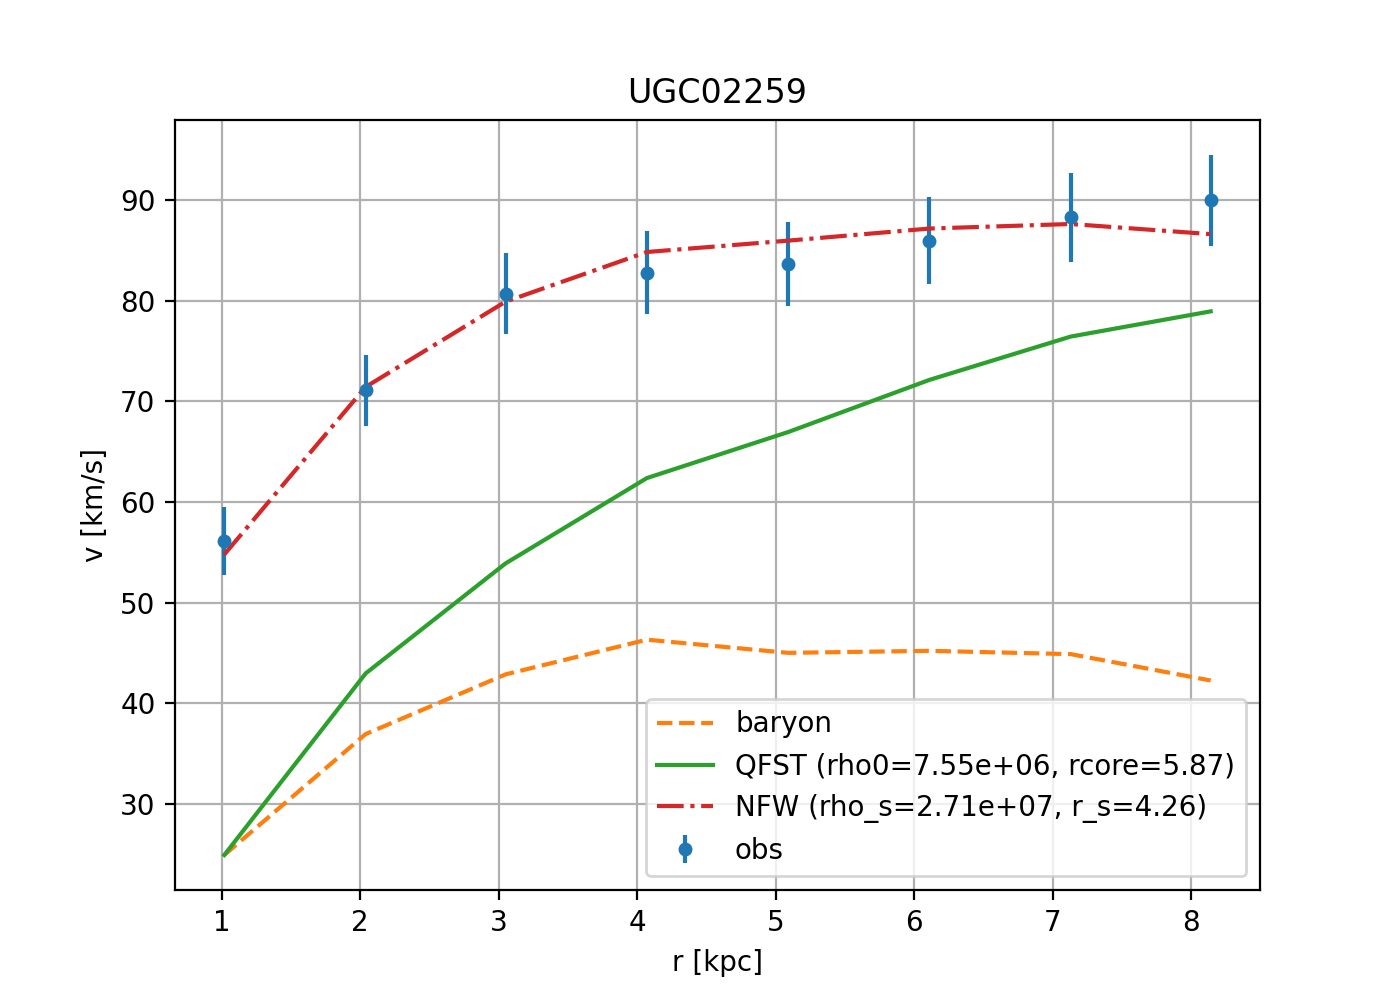 UGC02259
90
80
70
60
50
40
30
v [km/s]
baryon
QFST (rho0=7.55e+06, rcore=5.87)
NFW (rho_s=2.71e+07, r_s=4.26)
obs
1 2 3 4 5 6 7 8
r [kpc]